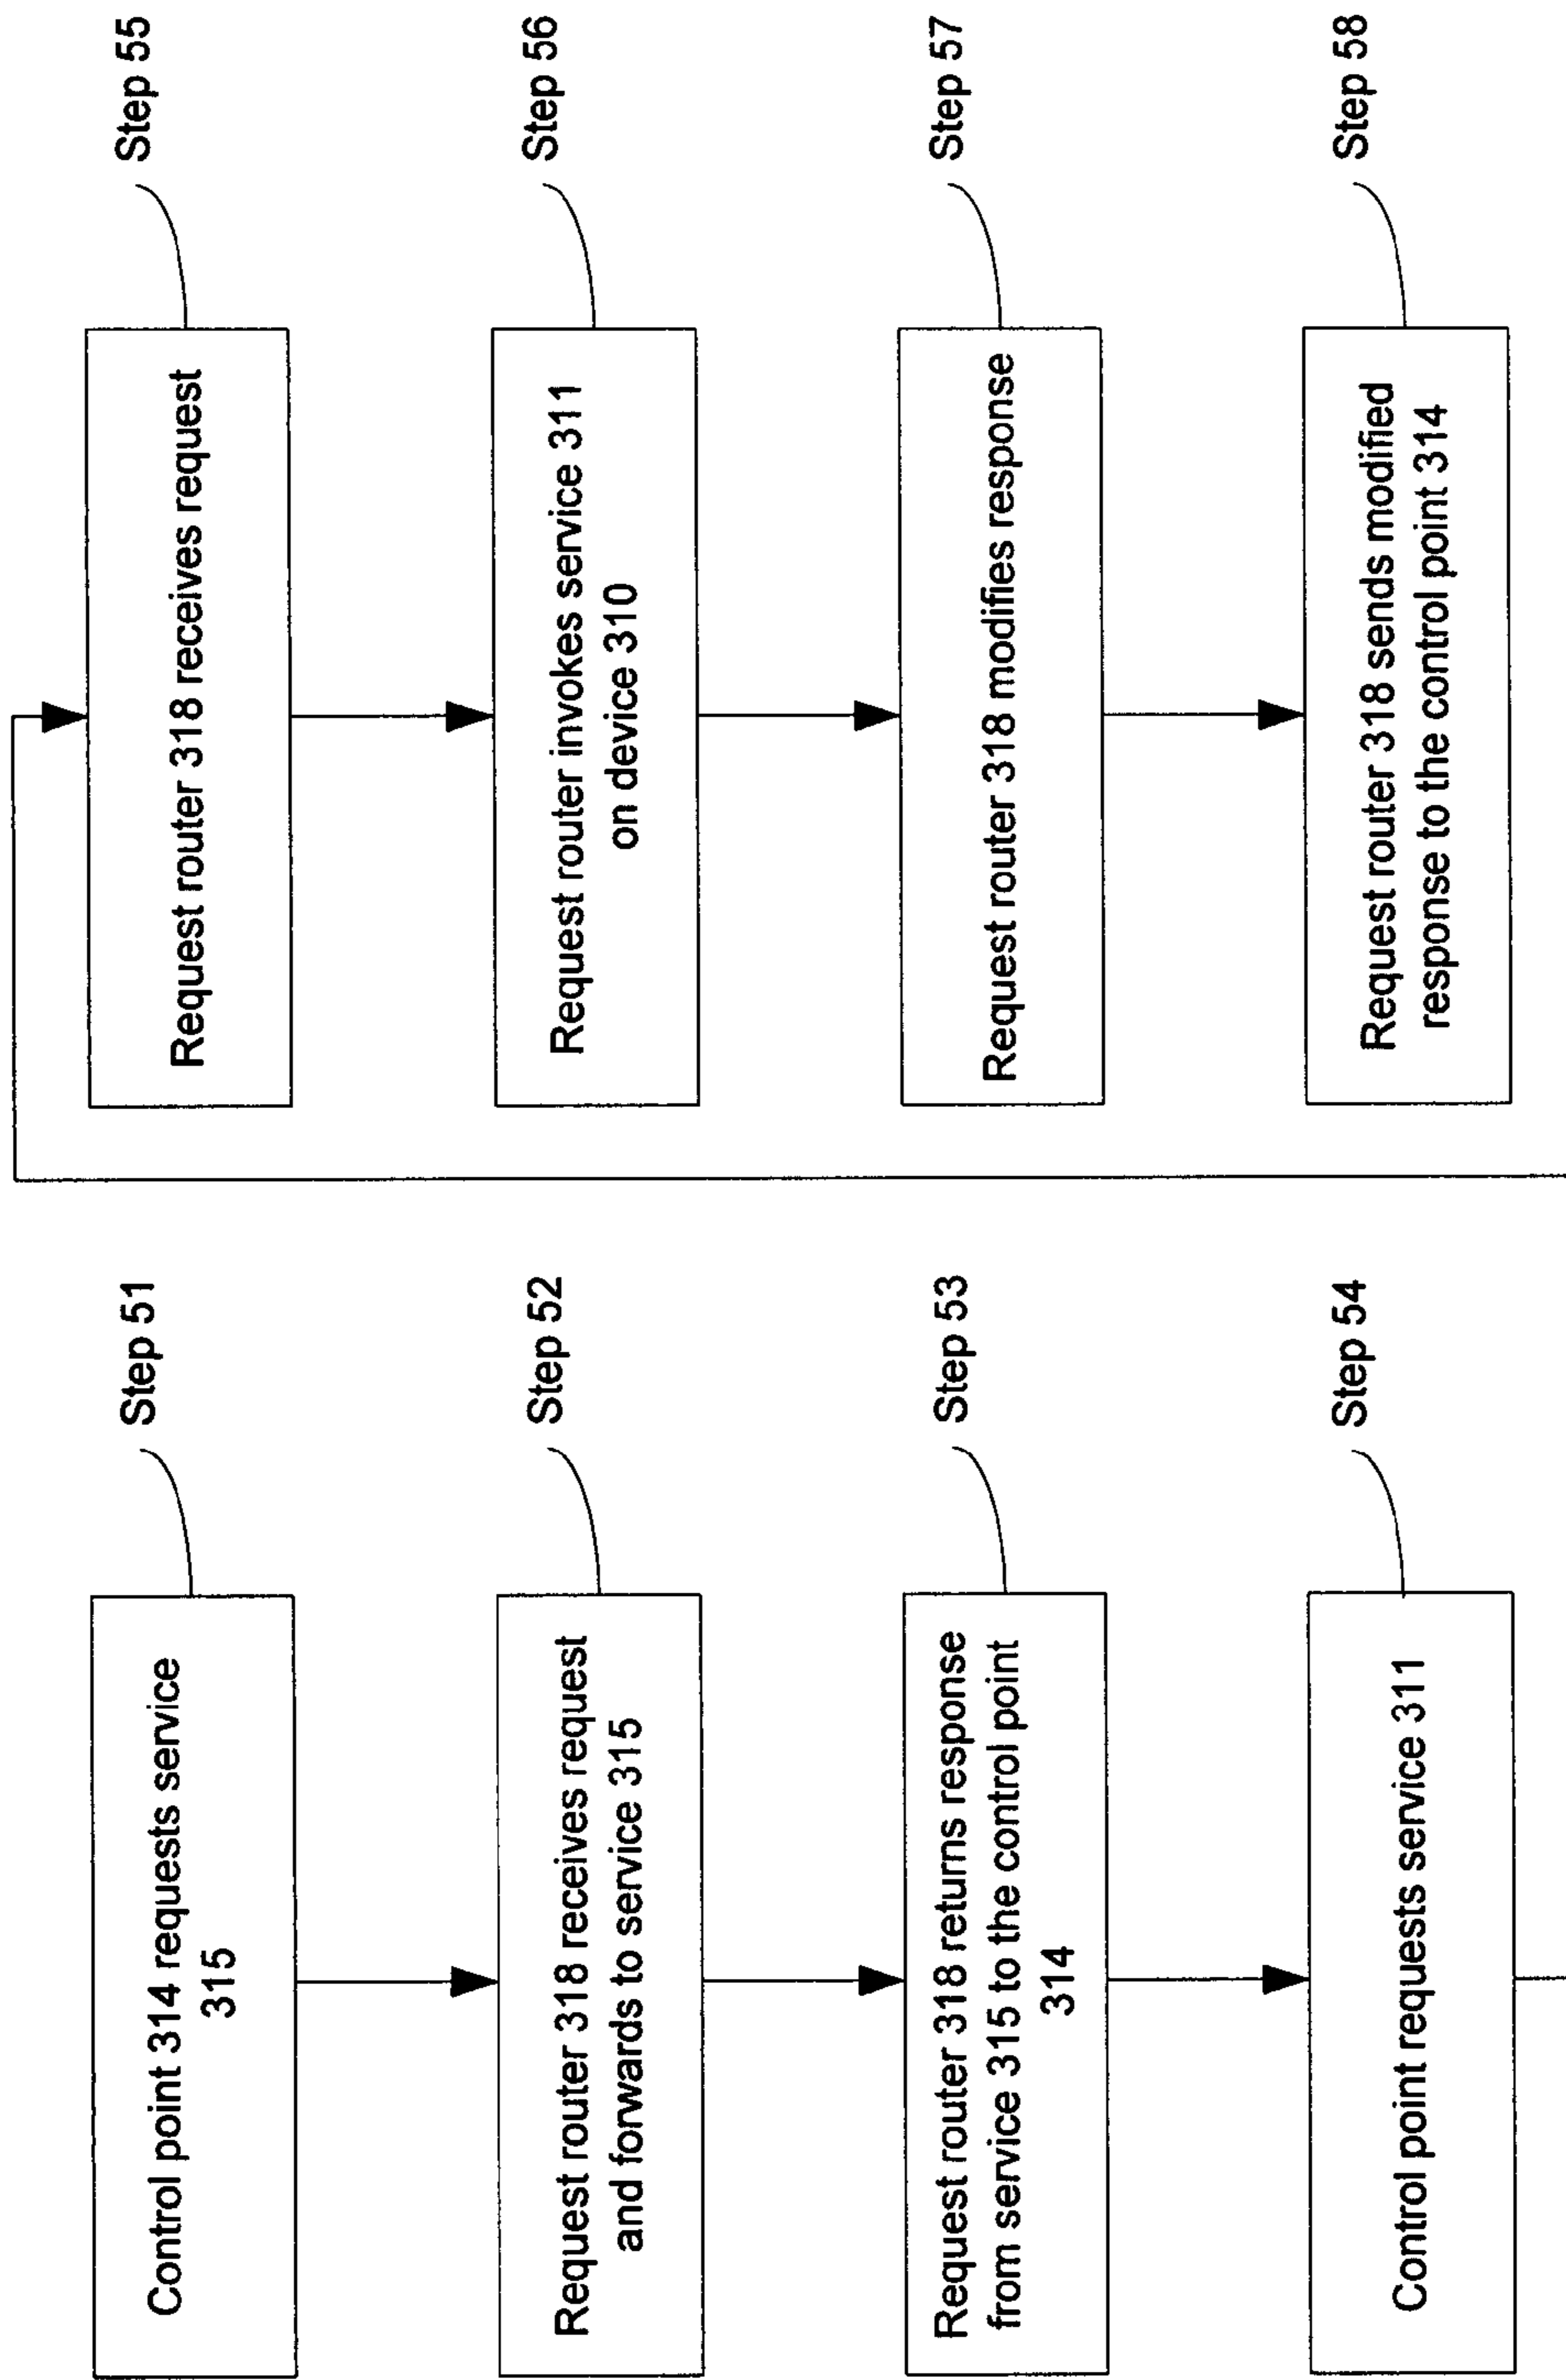 Control point 314 requests service
315
Step 51
Request router 318 receives request
and forwards to service 315
Step 52
Request router 318 returns response
from service 315 to the control point
314
Step 53
Control point requests service 311
Step 54
Request router 318 receives request
Step 55
Request router invokes service 311
on device 310
Step 56
Request router 318 modifies response
Step 57
Request router 318 sends modified
response to the control point 314
Step 58